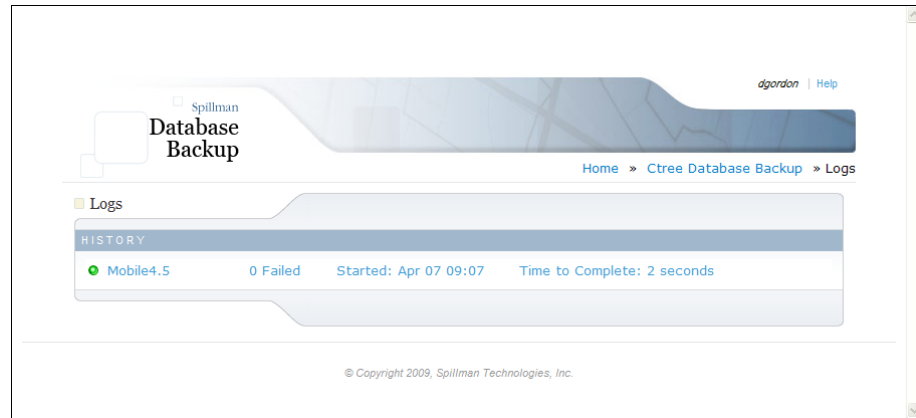 dgordon | Help
Spillman
Database
Backup
Home » Ctree Database Backup » Logs
Logs
HISTORY
Mobile4.5 0 Failed Started: Apr 07 09:07 Time to Complete: 2 seconds
© Copyright 2009, Spillman Technologies, Inc.